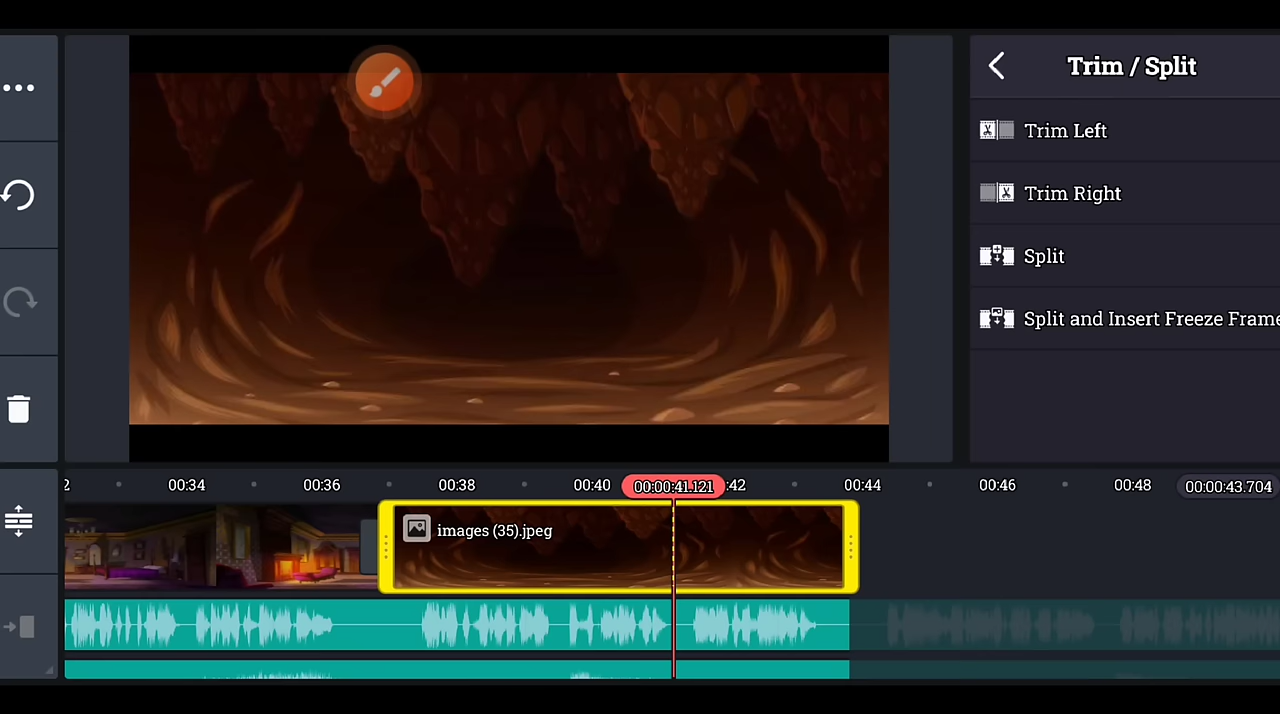 Trim / Split
Trim Left
Trim Right
Split
Split and Insert Freeze Frame
2 00:34 00:36 00:38 00:40 00:00:41.121 :42 00:44 00:46 00:48 00:00:43.704
images (35).jpeg